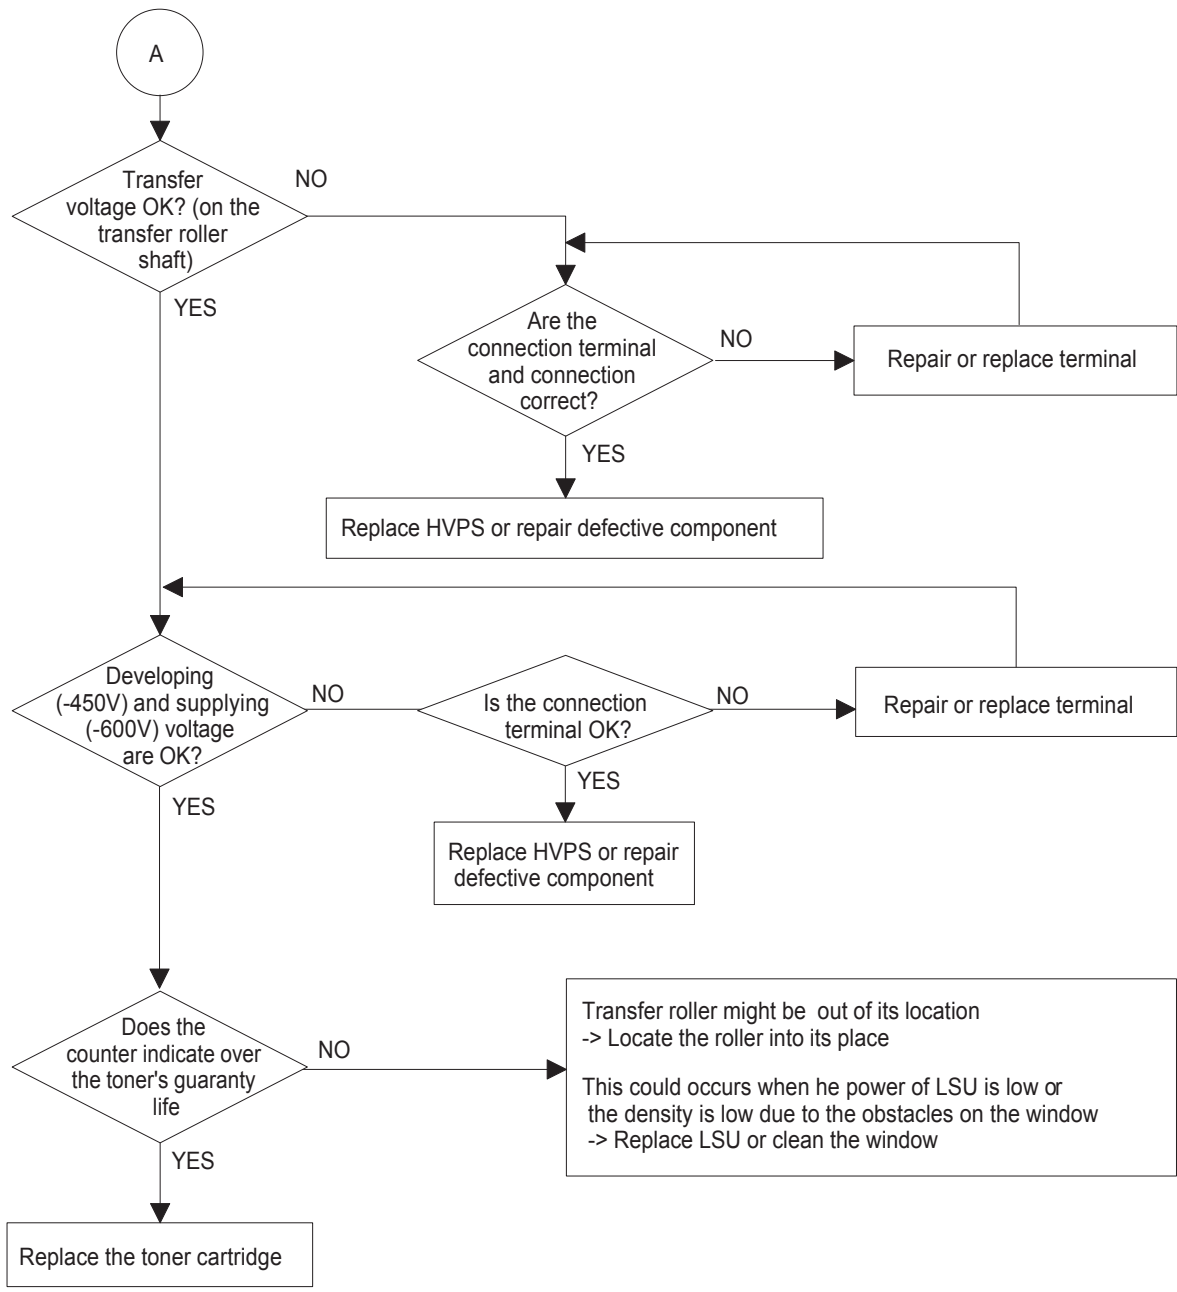 A
Transfer
voltage OK? (on the
transfer roller
shaft)
NO
YES
Are the
connection terminal
and connection
correct?
NO
Repair or replace terminal
YES
Replace HVPS or repair defective component
Developing
(-450V) and supplying
(-600V) voltage
are OK?
NO
Is the connection
terminal OK?
NO
Repair or replace terminal
YES
YES
Replace HVPS or repair
defective component
Does the
counter indicate over
the toner's guaranty
life
NO
Transfer roller might be out of its location
-> Locate the roller into its place
This could occurs when he power of LSU is low or
the density is low due to the obstacles on the window
-> Replace LSU or clean the window
YES
Replace the toner cartridge